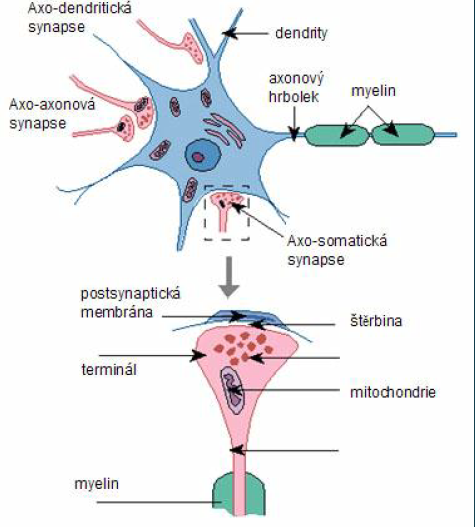 Axo-dendritická
synapse
dendrity
axonový
hrbolek
myelin
Axo-axonová
synapse
Axo-somatická
synapse
postsynaptická
membrána
štěrbina
terminál
mitochondrie
myelin